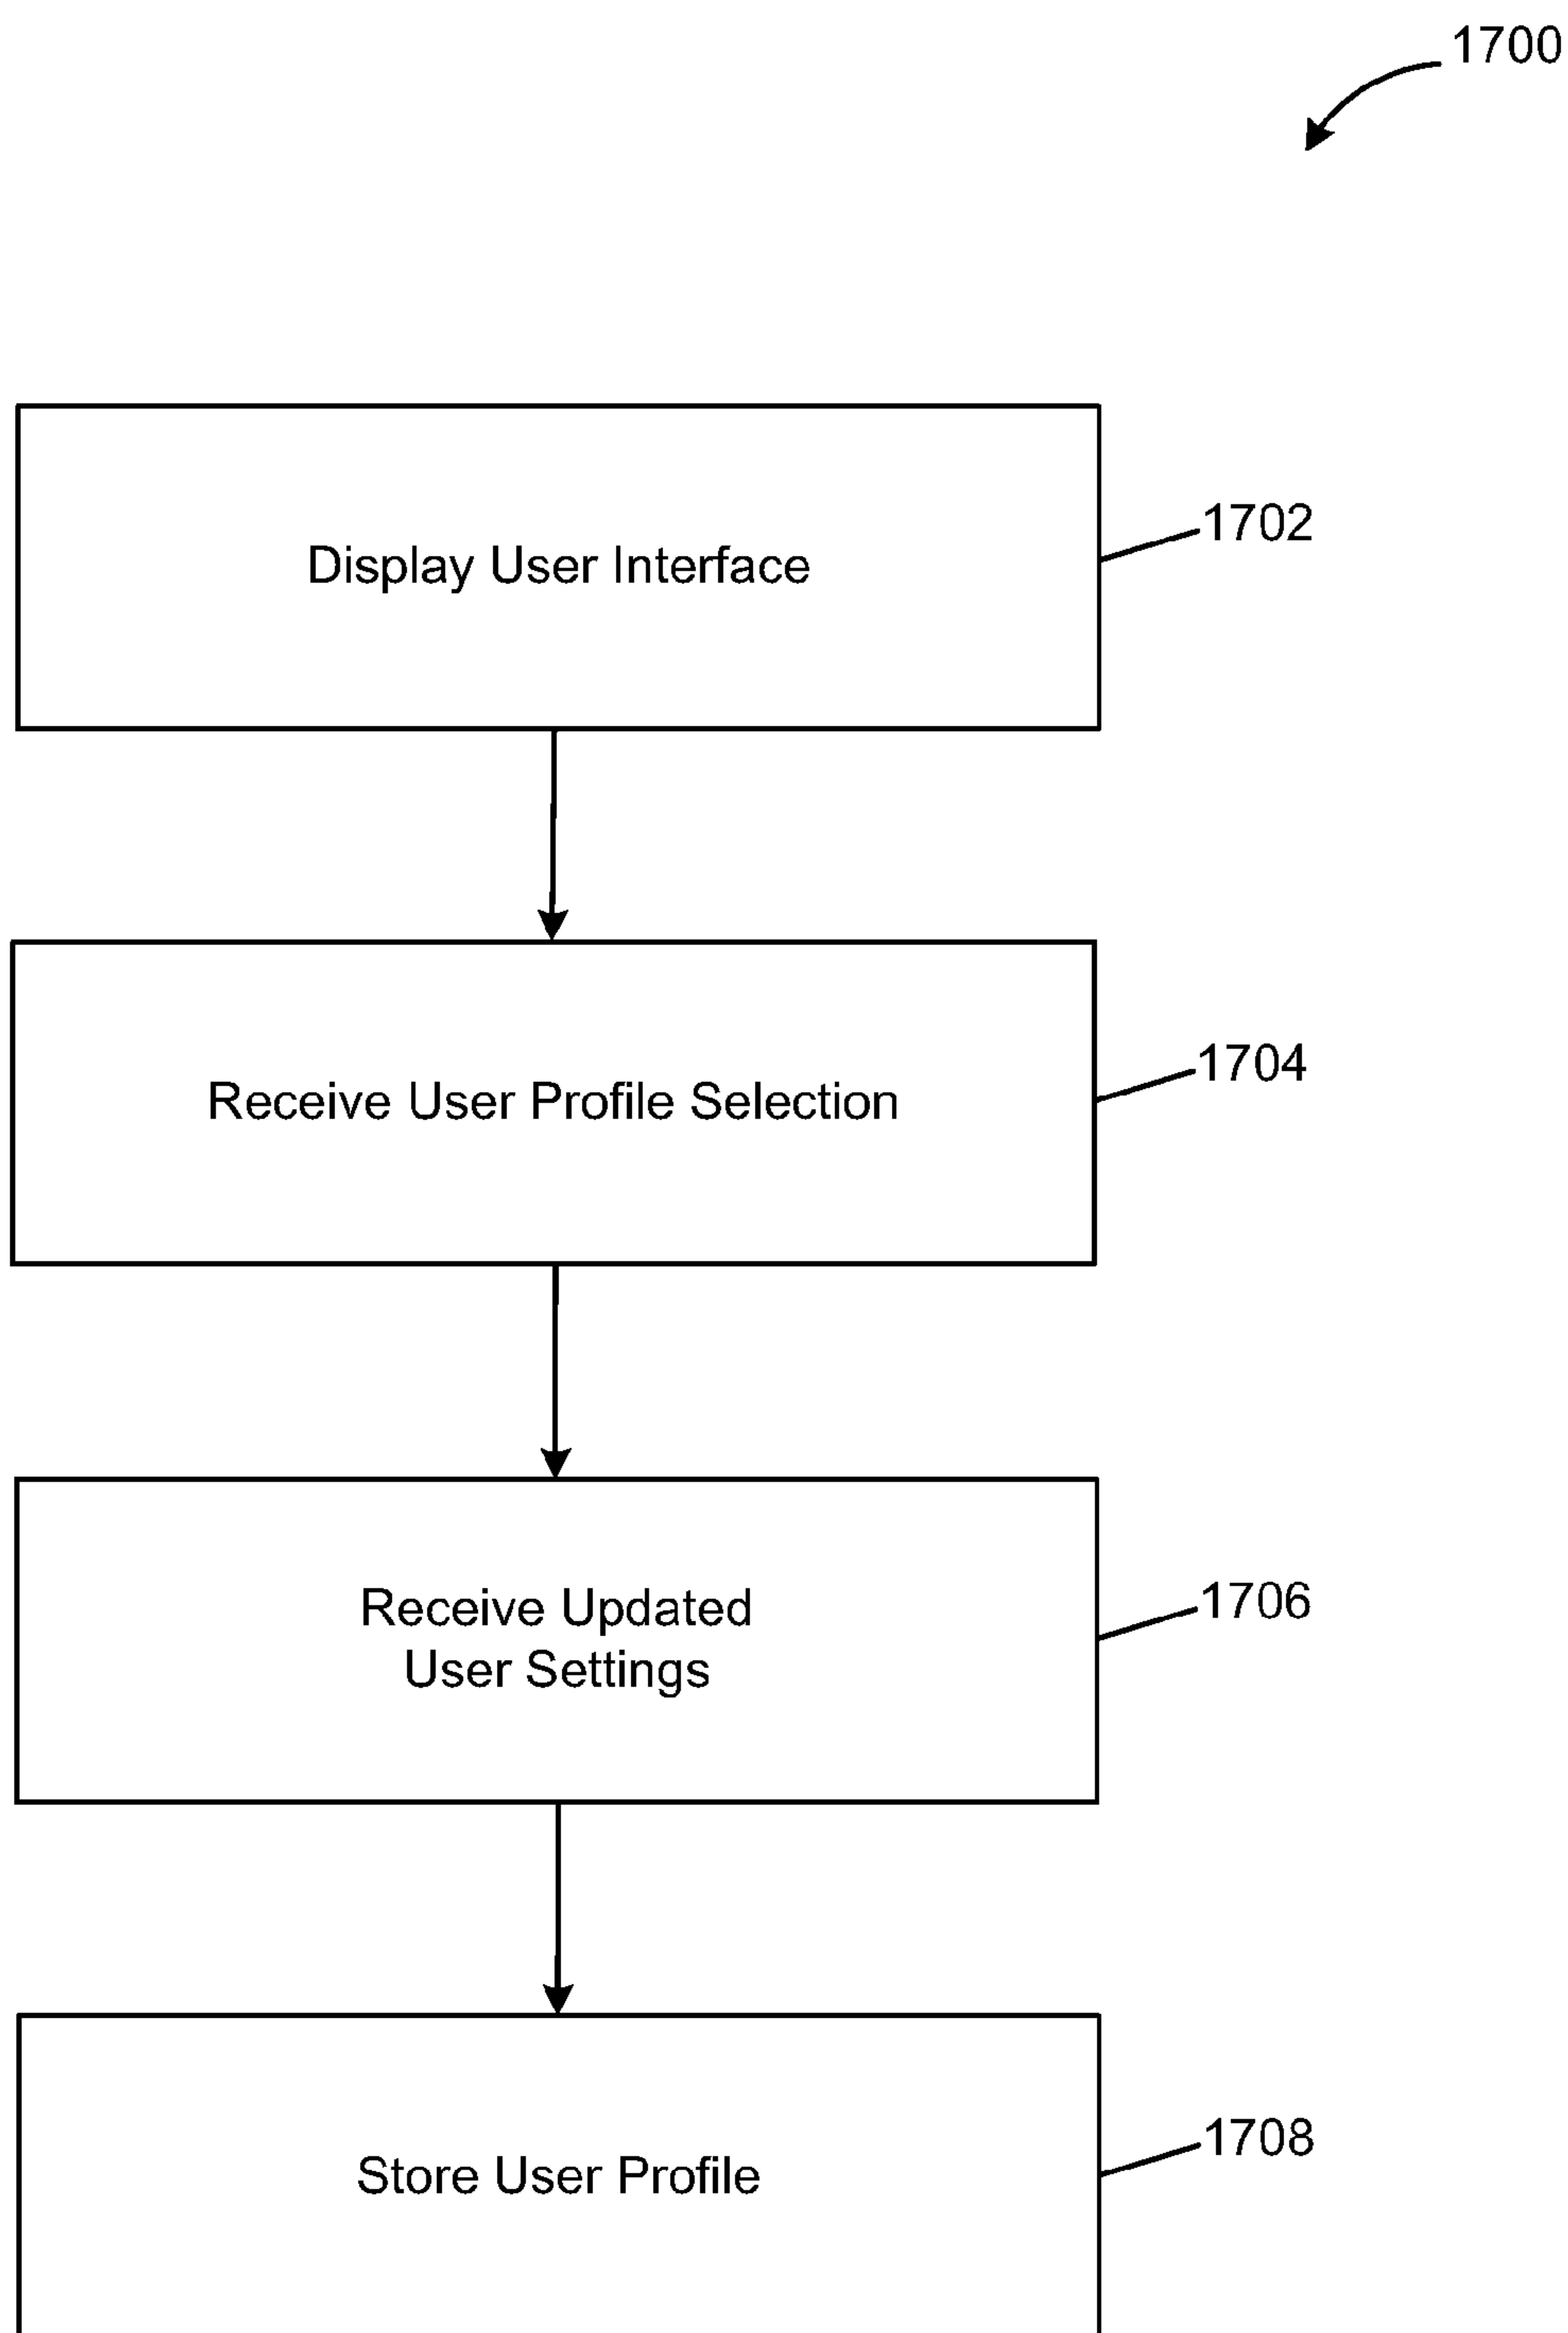 1700
Display User Interface
1702
Receive User Profile Selection
1704
Receive Updated
User Settings
1706
Store User Profile
1708